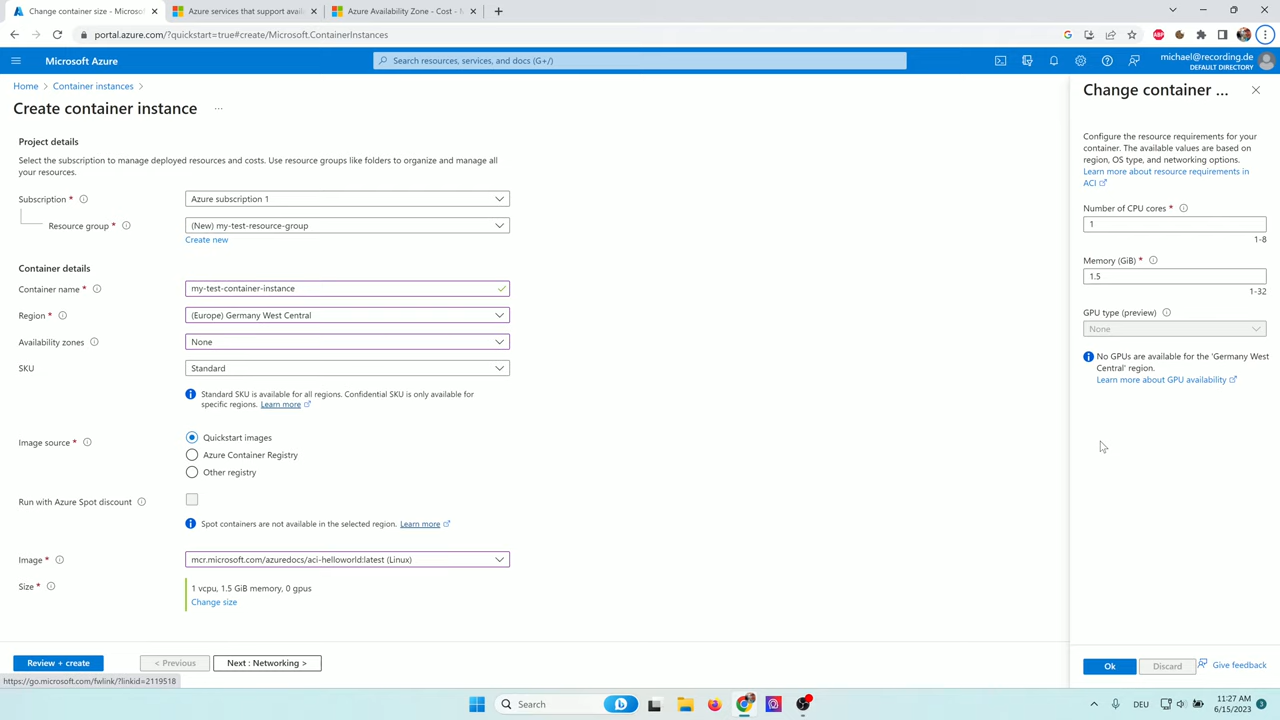 Change container size - Microso
Azure services that support avail
Azure Availability Zone - Cost - M
portal.azure.com/?quickstart=true#create/Microsoft.ContainerInstances
Microsoft Azure
Search resources, services, and docs (G+/)
michael@recording.de
DEFAULT DIRECTORY
Home > Container instances >
Create container instance ...
Project details
Select the subscription to manage deployed resources and costs. Use resource groups like folders to organize and manage all
your resources.
Subscription *
Azure subscription 1
Resource group *
(New) my-test-resource-group
Create new
Container details
Container name *
my-test-container-instance
Region *
(Europe) Germany West Central
Availability zones
None
SKU
Standard
Standard SKU is available for all regions. Confidential SKU is only available for
specific regions. Learn more
Image source *
Quickstart images
Azure Container Registry
Other registry
Run with Azure Spot discount
Spot containers are not available in the selected region. Learn more
Image *
mcr.microsoft.com/azuredocs/aci-helloworld:latest (Linux)
Size *
1 vcpu, 1.5 GiB memory, 0 gpus
Change size
Review + create
< Previous
Next : Networking >
https://go.microsoft.com/fwlink/?linkid=2119518
Change container ...
Configure the resource requirements for your
container. The available values are based on
region, OS type, and networking options.
Learn more about resource requirements in
ACI
Number of CPU cores *
1
1-8
Memory (GiB) *
1.5
1-32
GPU type (preview)
None
No GPUs are available for the 'Germany West
Central' region.
Learn more about GPU availability
Ok
Discard
Give feedback
Search
DEU
11:27 AM
6/15/2023